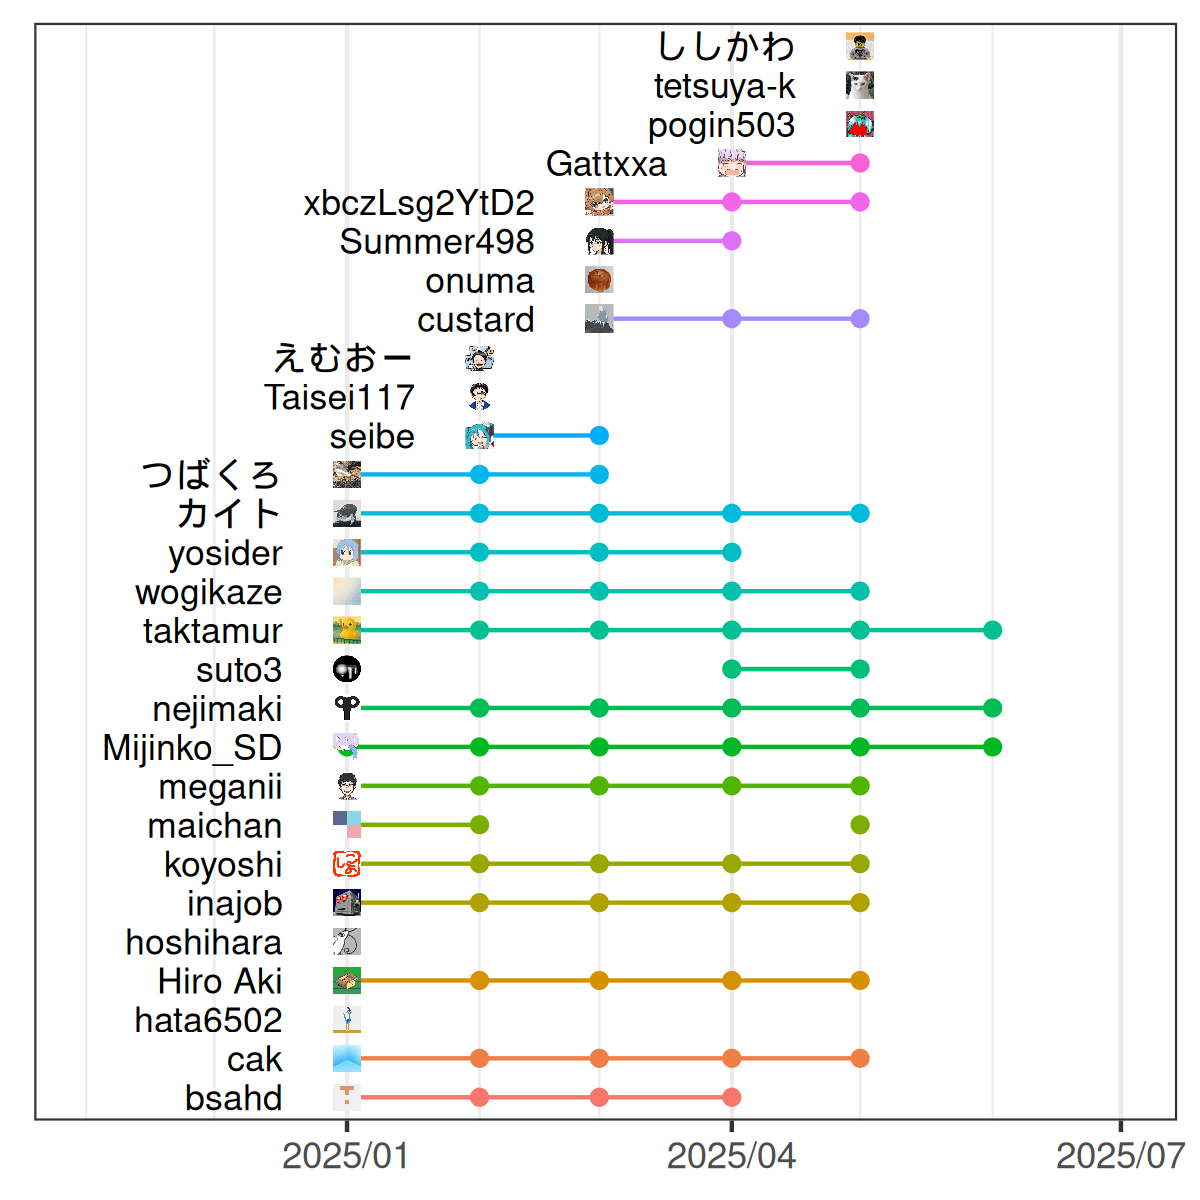 ししかわ
tetsuya-k
pogin503
Gattxxa
xbczLsg2YtD2
Summer498
onuma
custard
えむおー
Taisei117
seibe
つばくろ
カイト
yosider
wogikaze
taktamur
suto3
nejimaki
Mijinko_SD
meganii
maichan
koyoshi
inajob
hoshihara
Hiro Aki
hata6502
cak
bsahd
2025/01 2025/04 2025/07